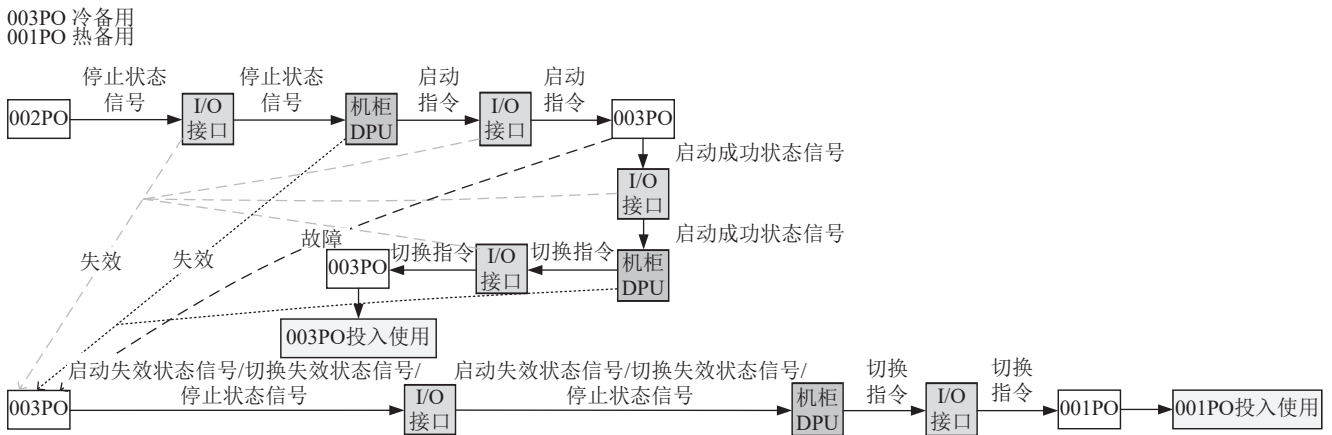 003PO 冷备用
001PO 热备用
停止状态
信号
停止状态
信号
启动
指令
启动
指令
002PO
I/O
接口
机柜
DPU
I/O
接口
003PO
启动成功状态信号
I/O
接口
启动成功状态信号
失效
失效
故障
003PO
切换指令
I/O
接口
切换指令
机柜
DPU
003PO投入使用
启动失效状态信号/切换失效状态信号/
停止状态信号
启动失效状态信号/切换失效状态信号/
停止状态信号
切换
指令
切换
指令
003PO
I/O
接口
机柜
DPU
I/O
接口
001PO
001PO投入使用